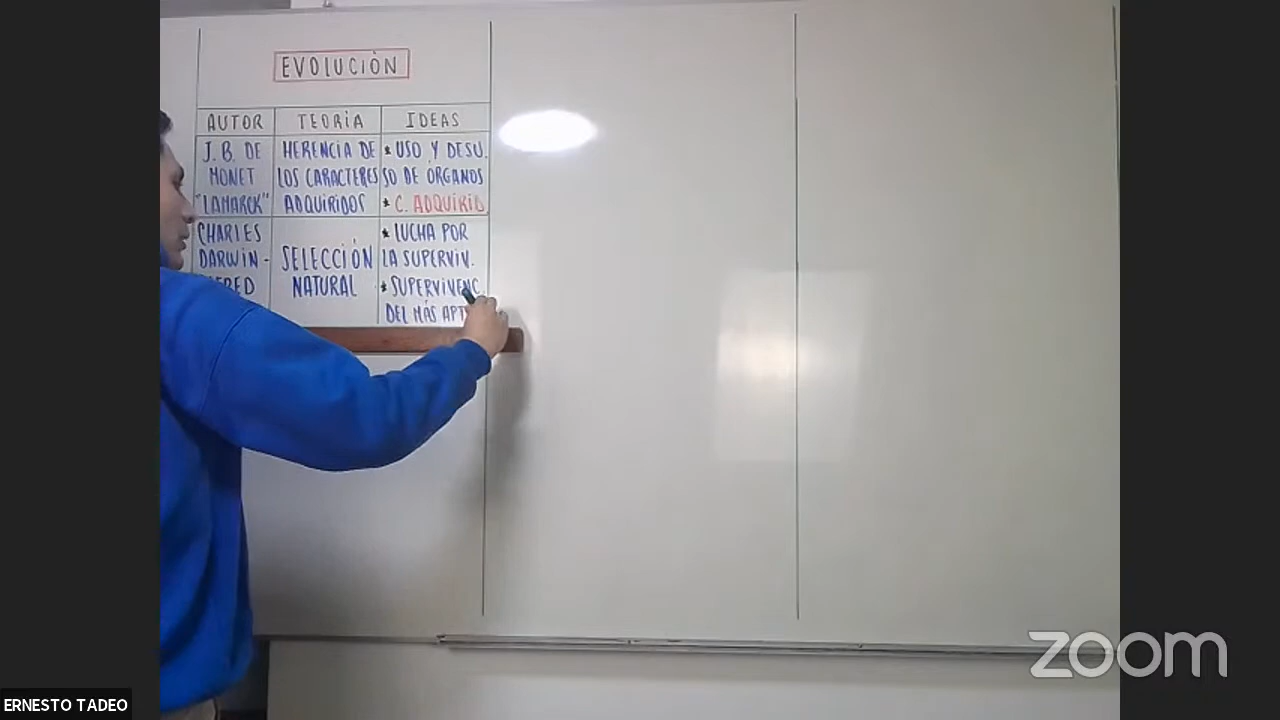 EVOLUCIÓN
AUTOR TEORÍA IDEAS
J. B. DE
MONET
"LAMARCK"
HERENCIA DE
LOS CARACTERES
ADQUIRIDOS
* USO Y DESU.
SO DE ÓRGANOS
* C. ADQUIRID
CHARLES
DARWIN -
SELECCIÓN
NATURAL
* LUCHA POR
LA SUPERVIV.
* SUPERVIVENC.
DEL MÁS
zoom
ERNESTO TADEO